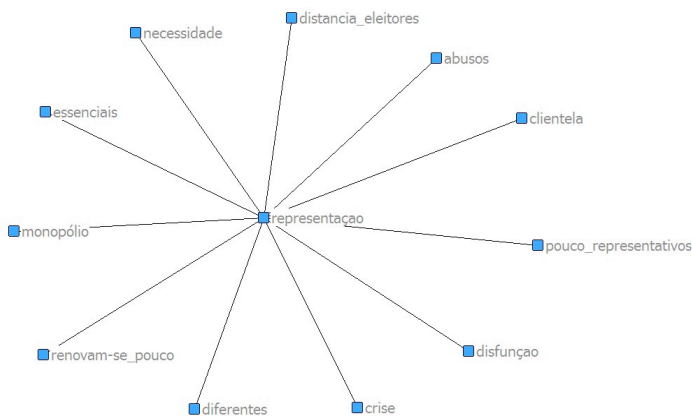 distancia_eleitores
necessidade
abusos
essenciais
clientela
representaçao
monopólio
pouco_representativos
renovam-se_pouco
disfunçao
diferentes
crise